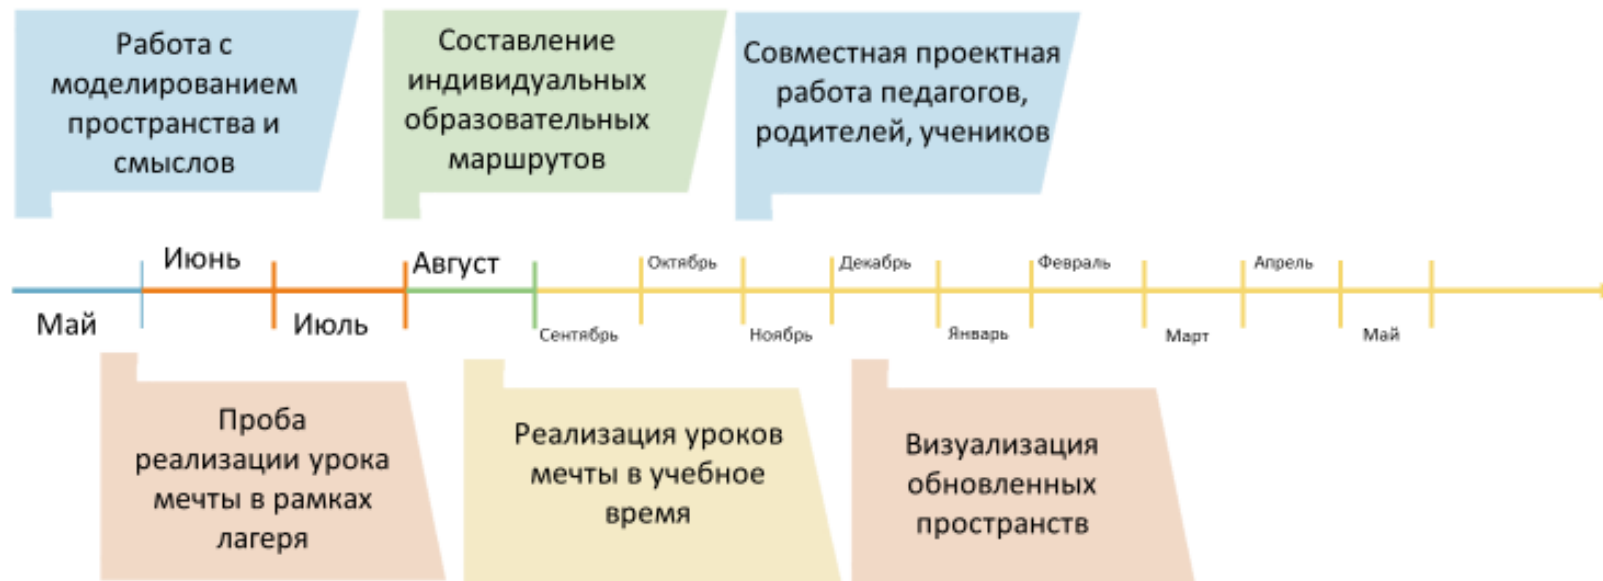 Работа с
моделированием
пространства и
смыслов
Составление
индивидуальных
образовательных
маршрутов
Совместная проектная
работа педагогов,
родителей, учеников
Май
Июнь
Июль
Август
Сентябрь
Октябрь
Ноябрь
Декабрь
Январь
Февраль
Март
Апрель
Май
Проба
реализации урока
мечты в рамках
лагеря
Реализация уроков
мечты в учебное
время
Визуализация
обновленных
пространств